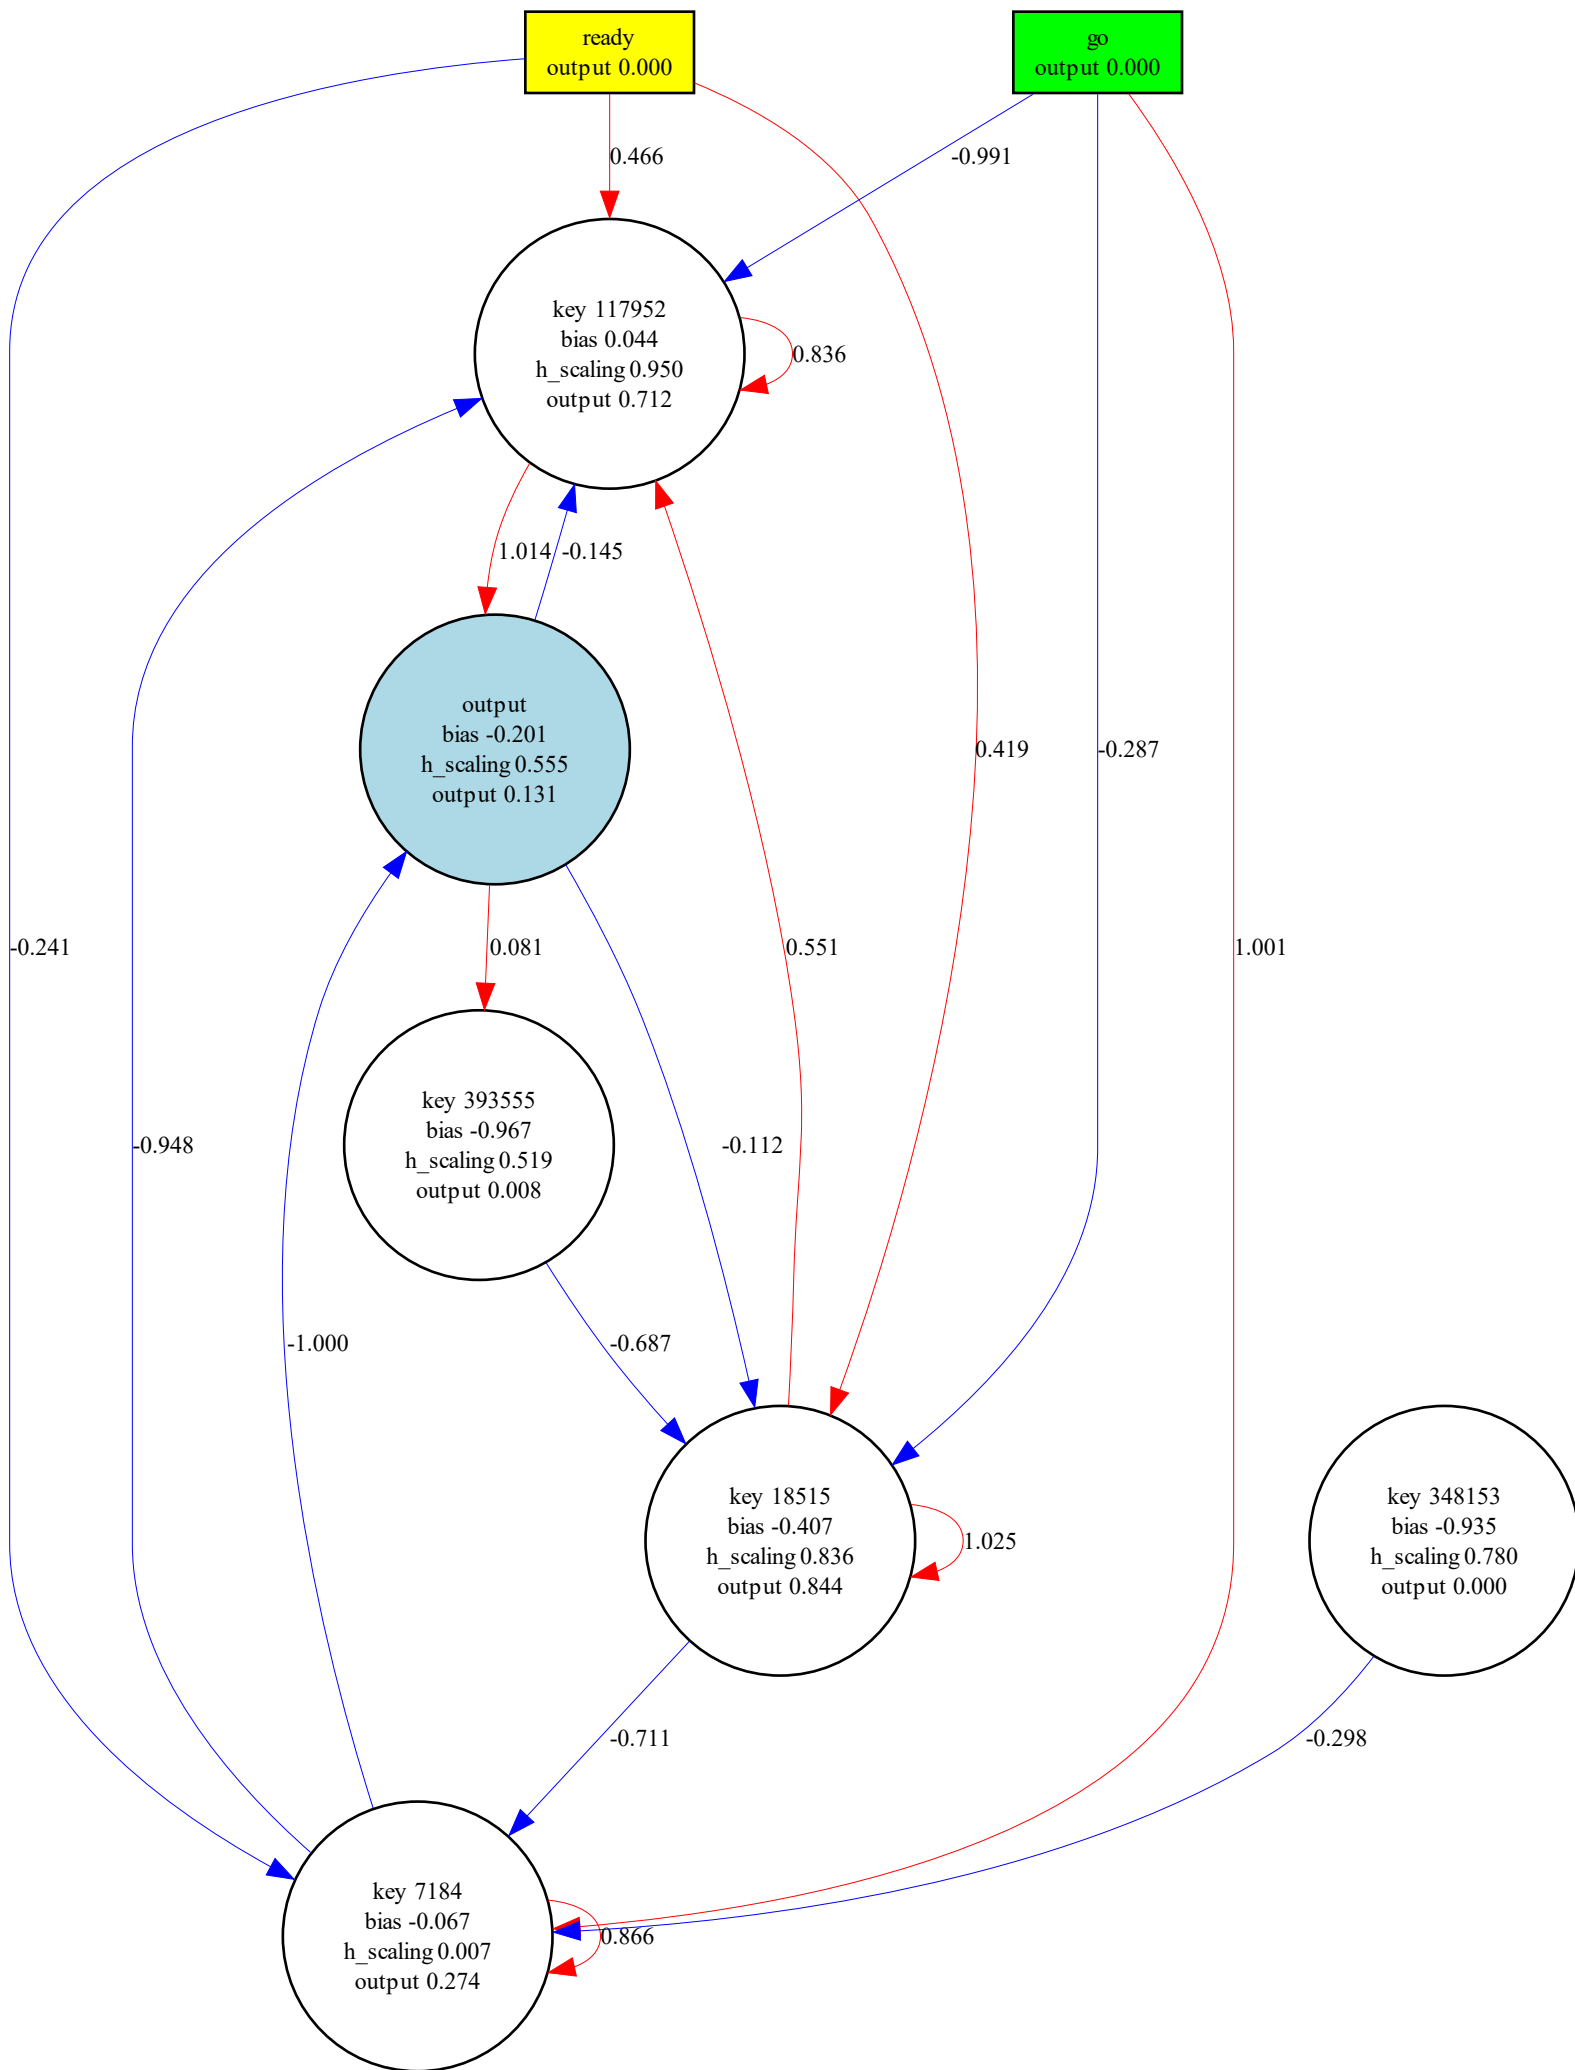 ready
output 0.000
go
output 0.000
0.466
-0.991
key 117952
bias 0.044
h_scaling 0.950
output 0.712
0.836
1.014
-0.145
output
bias -0.201
h_scaling 0.555
output 0.131
0.419
-0.287
-0.241
0.081
0.551
1.001
key 393555
bias -0.967
h_scaling 0.519
output 0.008
-0.948
-0.112
-1.000
-0.687
key 18515
bias -0.407
h_scaling 0.836
output 0.844
1.025
key 348153
bias -0.935
h_scaling 0.780
output 0.000
-0.711
-0.298
key 7184
bias -0.067
h_scaling 0.007
output 0.274
0.866